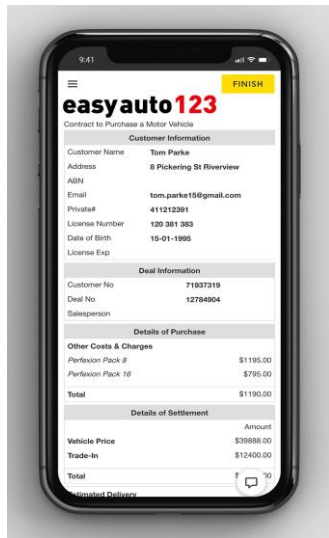 9:41
FINISH
easyauto123
Contract to Purchase a Motor Vehicle
Customer Information
Customer Name Tom Parke
Address 8 Pickering St Riverview
ABN
Email tom.parke15@gmail.com
Private# 411212391
License Number 120 381 383
Date of Birth 15-01-1995
License Exp
Deal Information
Customer No 71937319
Deal No 12784904
Salesperson
Details of Purchase
Other Costs & Charges
Perfexion Pack 8 $1195.00
Perfexion Pack 16 $795.00
Total $1190.00
Details of Settlement
Amount
Vehicle Price $39888.00
Trade-In $12400.00
Total
Estimated Delivery